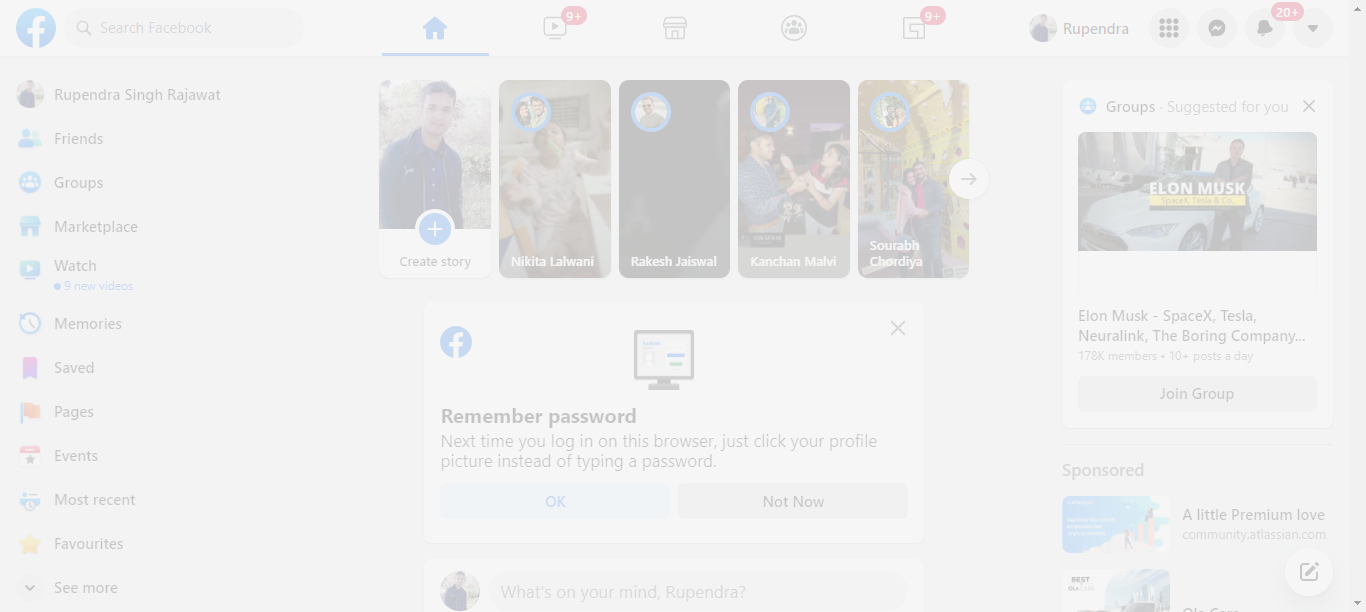 Search Facebook
9+
9+
Rupendra
20+
Rupendra Singh Rajawat
Friends
Groups
Marketplace
Watch
9 new videos
Memories
Saved
Pages
Events
Most recent
Favourites
See more
Create story
Nikita Lalwani
Rakesh Jaiswal
Kanchan Malvi
Sourabh
Chordiya
Remember password
Next time you log in on this browser, just click your profile
picture instead of typing a password.
OK
Not Now
What's on your mind, Rupendra?
Groups · Suggested for you
ELON MUSK
SpaceX, Tesla & Co.
Elon Musk - SpaceX, Tesla,
Neuralink, The Boring Company...
178K members • 10+ posts a day
Join Group
Sponsored
A little Premium love
community.atlassian.com
BEST
OLA CARS
Ola Cars